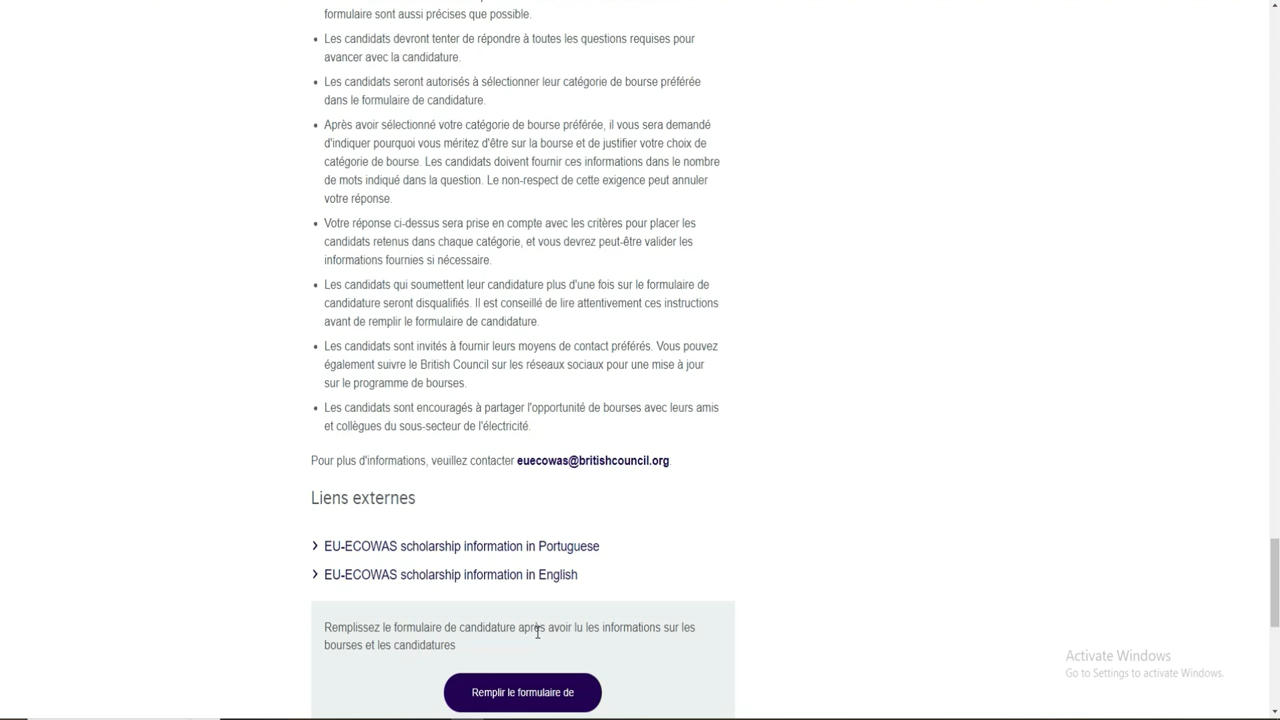 formulaire sont aussi précises que possible.
Les candidats devront tenter de répondre à toutes les questions requises pour
avancer avec la candidature.
Les candidats seront autorisés à sélectionner leur catégorie de bourse préférée
dans le formulaire de candidature.
Après avoir sélectionné votre catégorie de bourse préférée, il vous sera demandé
d'indiquer pourquoi vous méritez d'être sur la bourse et de justifier votre choix de
catégorie de bourse. Les candidats doivent fournir ces informations dans le nombre
de mots indiqué dans la question. Le non-respect de cette exigence peut annuler
votre réponse.
Votre réponse ci-dessus sera prise en compte avec les critères pour placer les
candidats retenus dans chaque catégorie, et vous devrez peut-être valider les
informations fournies si nécessaire.
Les candidats qui soumettent leur candidature plus d'une fois sur le formulaire de
candidature seront disqualifiés. Il est conseillé de lire attentivement ces instructions
avant de remplir le formulaire de candidature.
Les candidats sont invités à fournir leurs moyens de contact préférés. Vous pouvez
également suivre le British Council sur les réseaux sociaux pour une mise à jour
sur le programme de bourses.
Les candidats sont encouragés à partager l'opportunité de bourses avec leurs amis
et collègues du sous-secteur de l'électricité.
Pour plus d'informations, veuillez contacter euecowas@britishcouncil.org.
Liens externes
EU-ECOWAS scholarship information in Portuguese
EU-ECOWAS scholarship information in English
Remplissez le formulaire de candidature après avoir lu les informations sur les
bourses et les candidatures
Remplir le formulaire de
Activate Windows
Go to Settings to activate Windows.